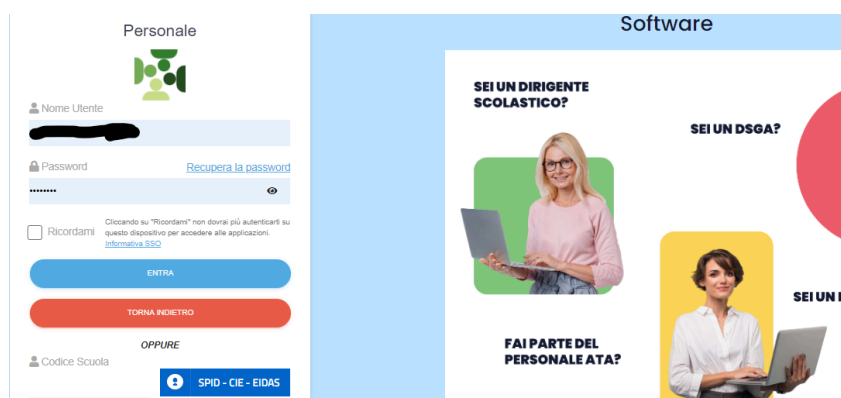 Personale
Nome Utente
Password
Recupera la password
Ricordami
Cliccando su "Ricordami" non dovrai più autenticarti su
questo dispositivo per accedere alle applicazioni.
Informativa SSO
ENTRA
TORNA INDIETRO
OPPURE
Codice Scuola
SPID - CIE - EIDAS
Software
SEI UN DIRIGENTE
SCOLASTICO?
SEI UN DSGA?
SEI UN
FAI PARTE DEL
PERSONALE ATA?